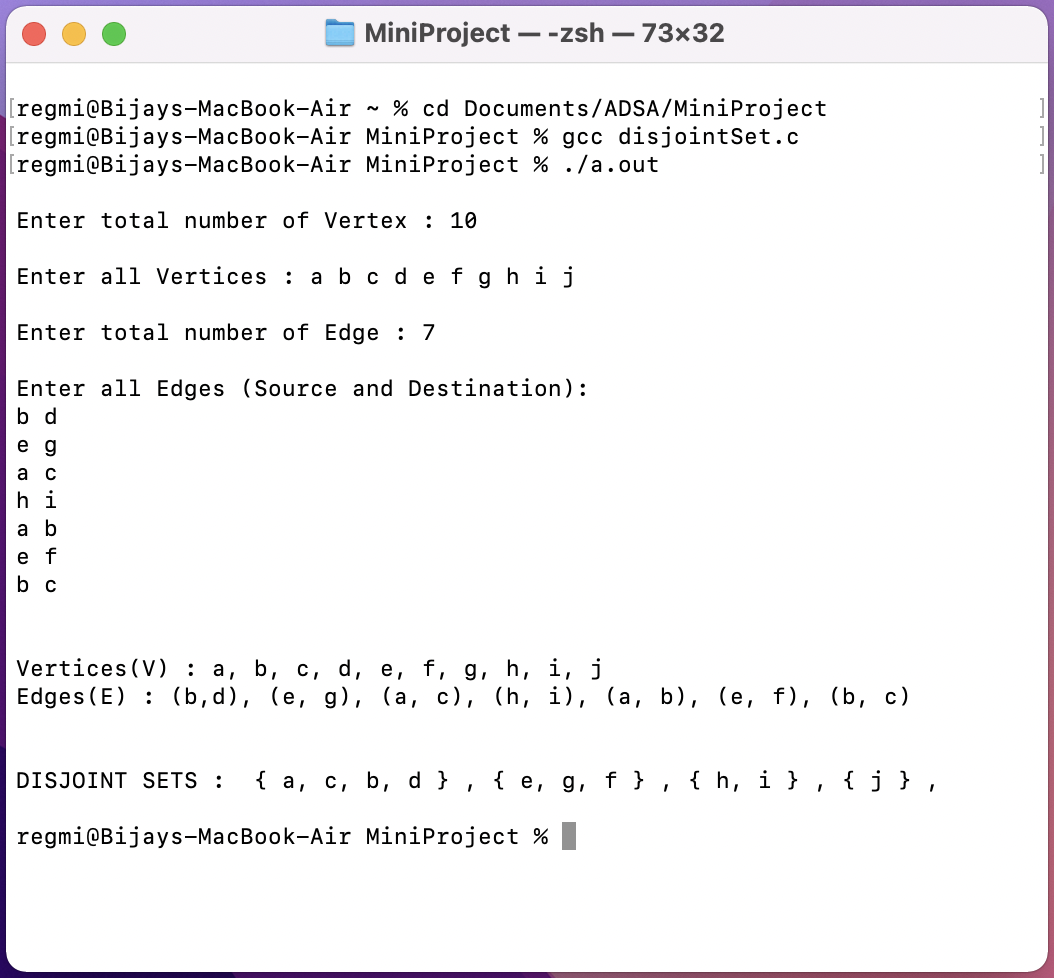 MiniProject — -zsh — 73×32
[regmi@Bijays-MacBook-Air ~ % cd Documents/ADSA/MiniProject ]
[regmi@Bijays-MacBook-Air MiniProject % gcc disjointSet.c ]
[regmi@Bijays-MacBook-Air MiniProject % ./a.out ]
Enter total number of Vertex : 10
Enter all Vertices : a b c d e f g h i j
Enter total number of Edge : 7
Enter all Edges (Source and Destination):
b d
e g
a c
h i
a b
e f
b c
Vertices(V) : a, b, c, d, e, f, g, h, i, j
Edges(E) : (b,d), (e, g), (a, c), (h, i), (a, b), (e, f), (b, c)
DISJOINT SETS :  { a, c, b, d } , { e, g, f } , { h, i } , { j } ,
regmi@Bijays-MacBook-Air MiniProject %